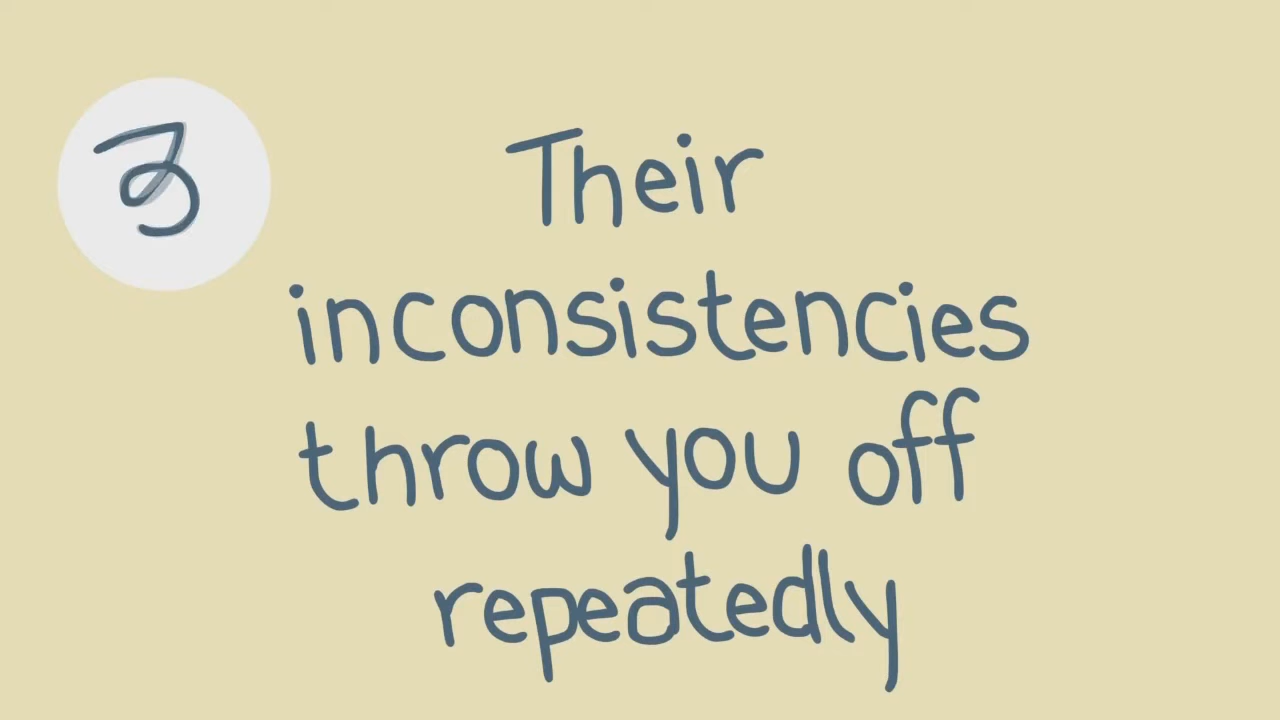 3
Their
inconsistencies
throw you off
repeatedly